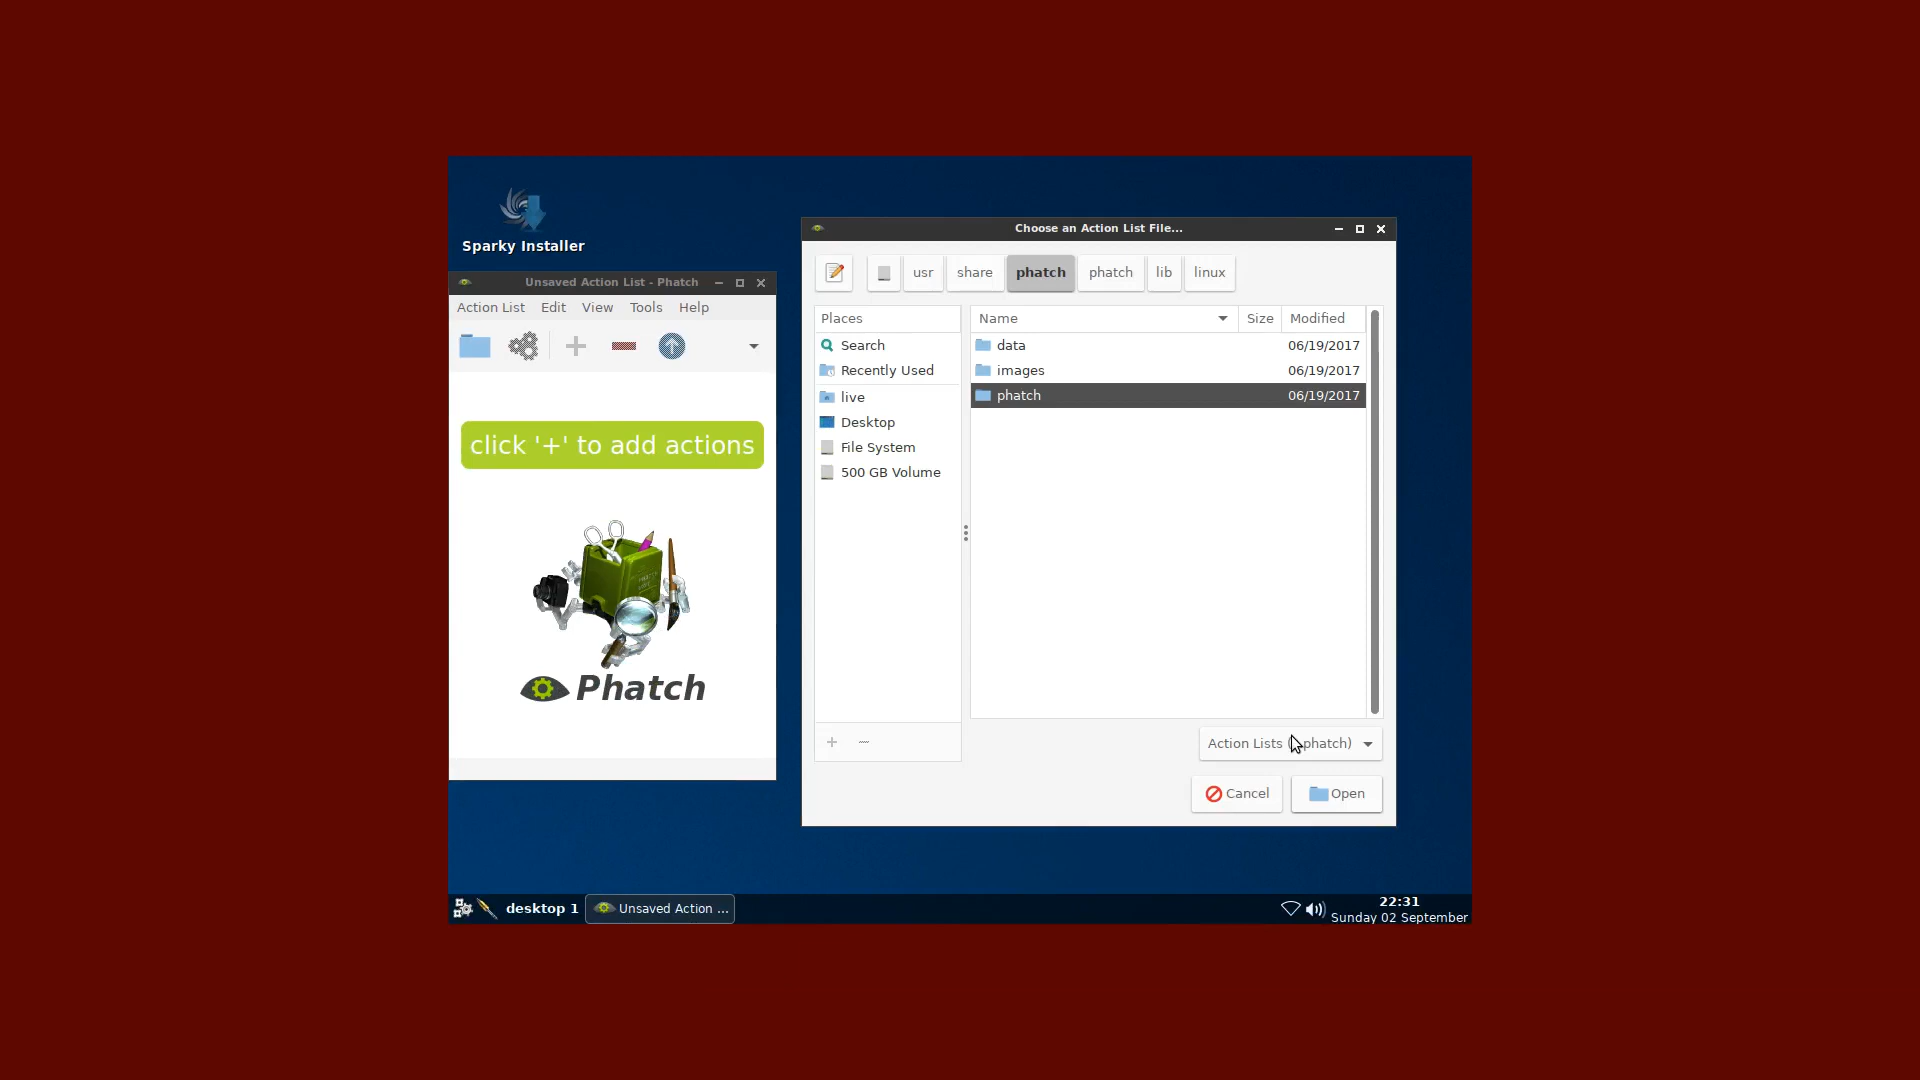 Sparky Installer
Unsaved Action List - Phatch
Action List Edit View Tools Help
click '+' to add actions
Phatch
Choose an Action List File...
usr share phatch phatch lib linux
Places
Search
Recently Used
live
Desktop
File System
500 GB Volume
Name Size Modified
data 06/19/2017
images 06/19/2017
phatch 06/19/2017
Action Lists phatch)
Cancel Open
desktop 1 Unsaved Action ...
22:31
Sunday 02 September